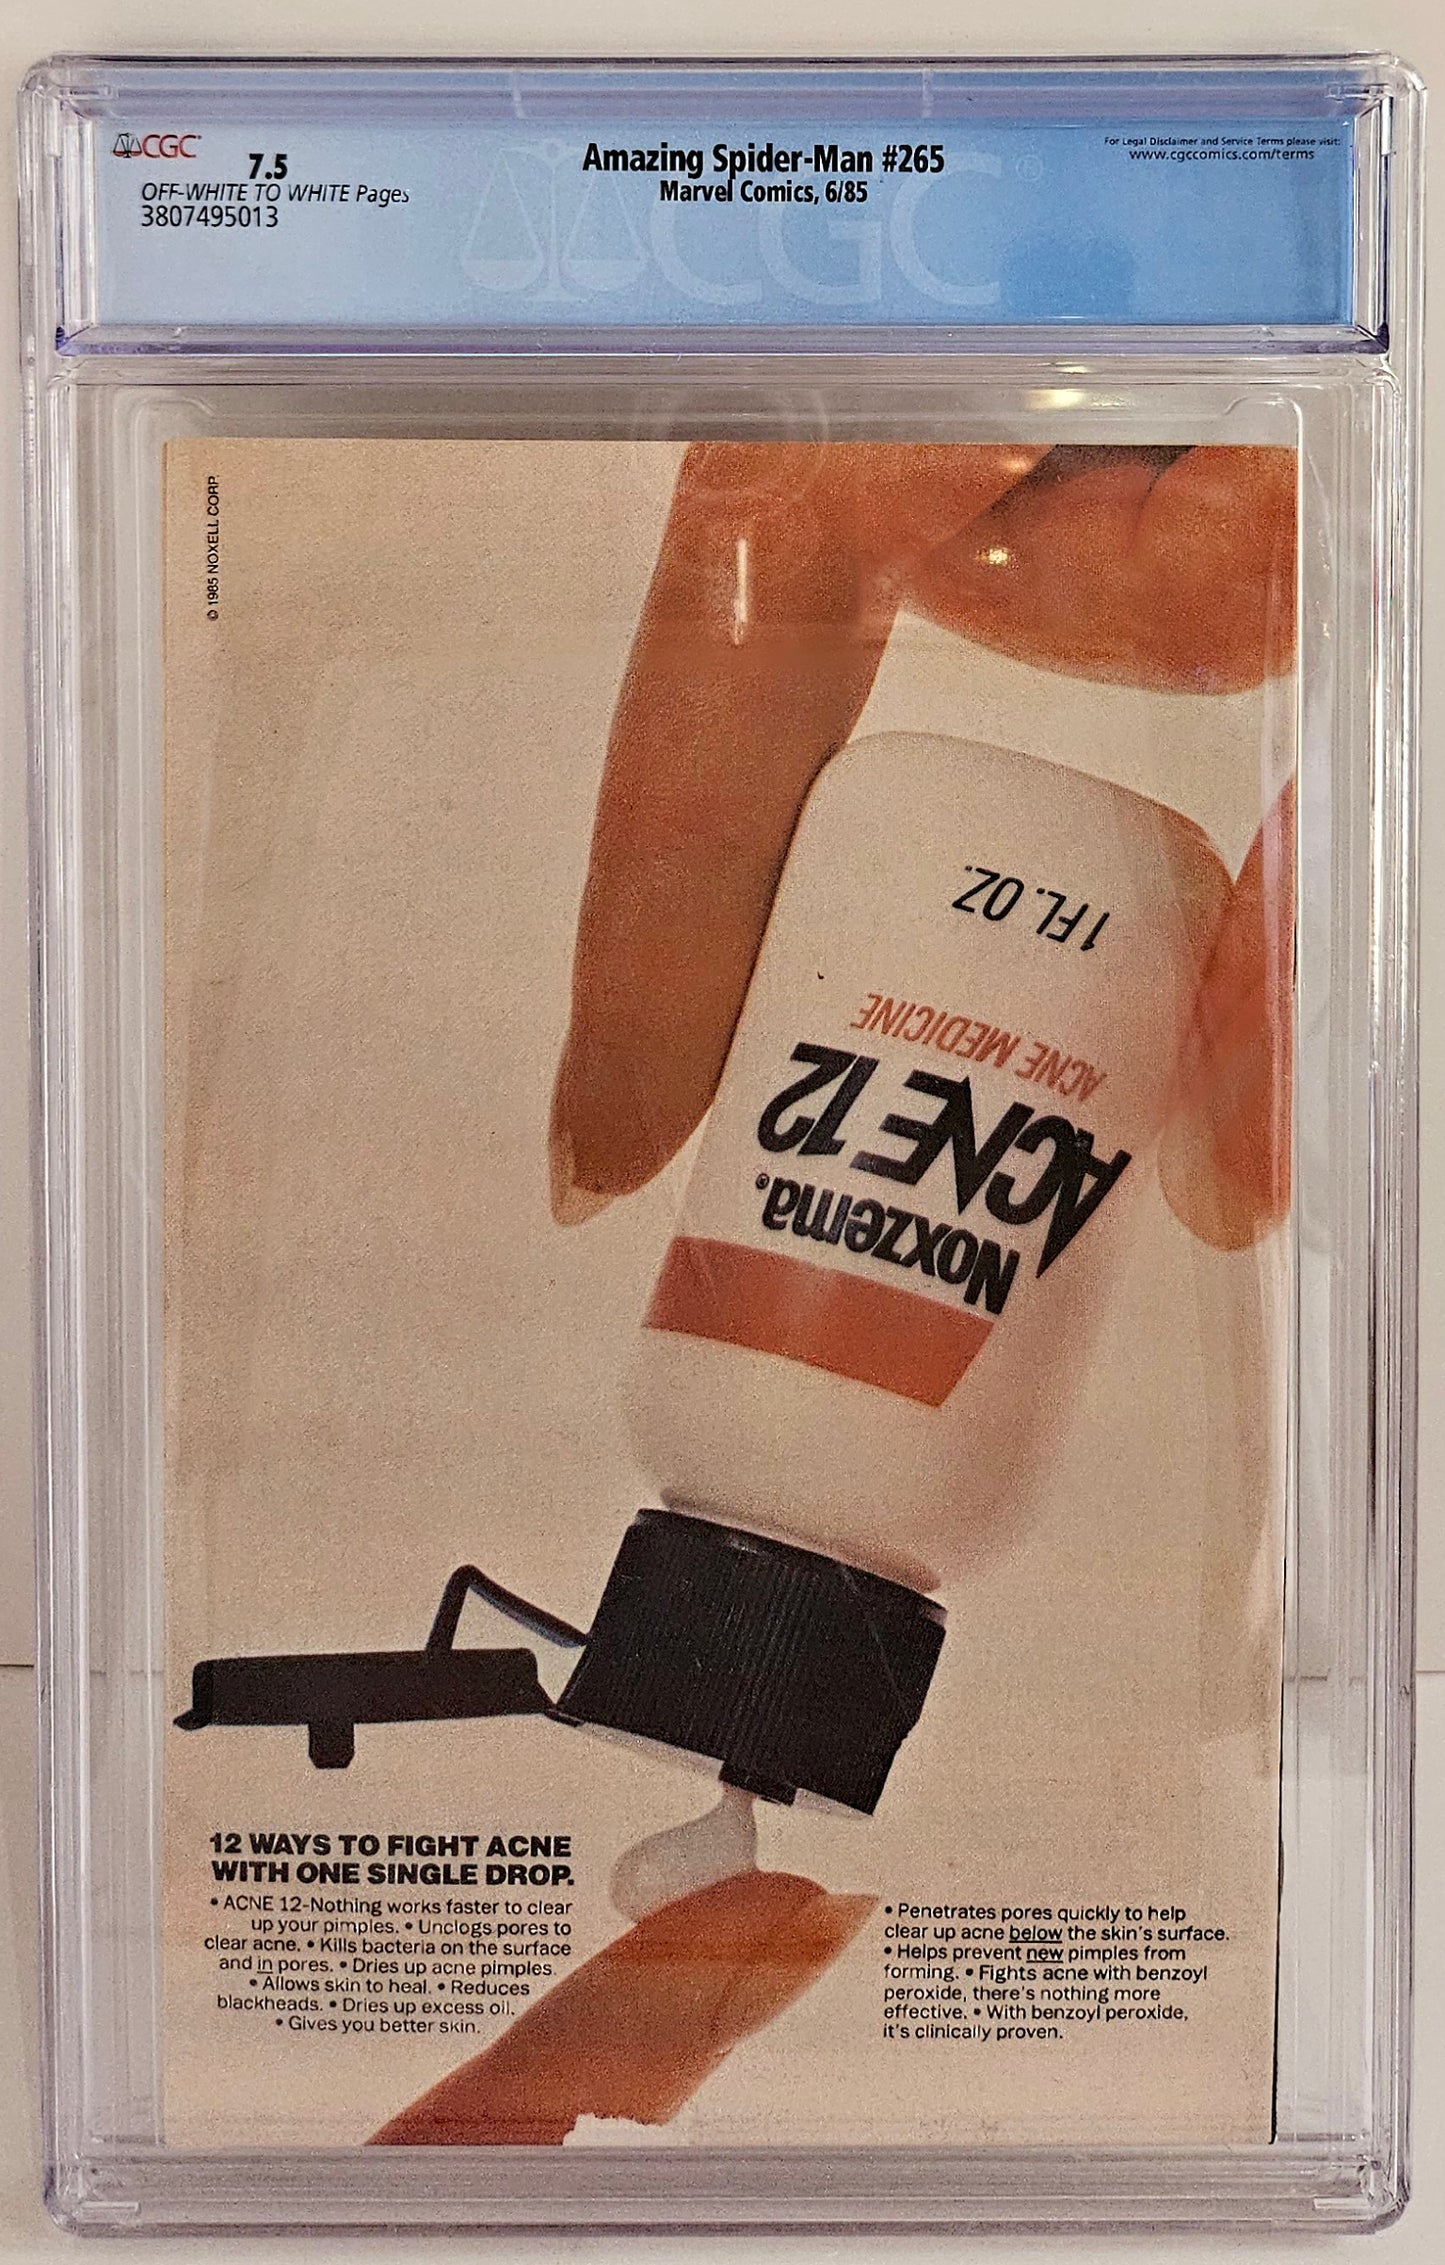 CGC
7.5
OFF-WHITE TO WHITE Pages
3807495013
Amazing Spider-Man #265
Marvel Comics, 6/85
For Legal Disclaimer and Service Terms please visit:
www.cgccomics.com/terms
CGC
© 1985 NOXELL CORP.
1 FL. OZ.
ACNE MEDICINE
ACNE 12
Noxzema®
12 WAYS TO FIGHT ACNE
WITH ONE SINGLE DROP.
• ACNE 12-Nothing works faster to clear
up your pimples. • Unclogs pores to
clear acne. • Kills bacteria on the surface
and in pores. • Dries up acne pimples.
• Allows skin to heal. • Reduces
blackheads. • Dries up excess oil.
• Gives you better skin.
• Penetrates pores quickly to help
clear up acne below the skin's surface.
• Helps prevent new pimples from
forming. • Fights acne with benzoyl
peroxide, there's nothing more
effective. • With benzoyl peroxide,
it's clinically proven.